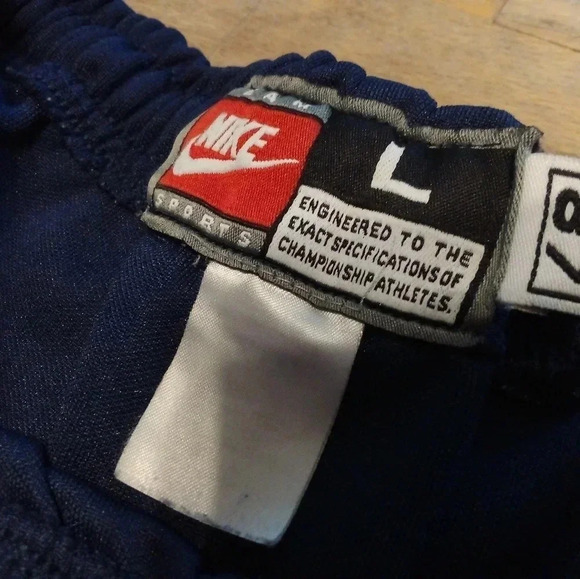 NIKE
SPORTS
L
ENGINEERED TO THE
EXACT SPECIFICATIONS OF
CHAMPIONSHIP ATHLETES.